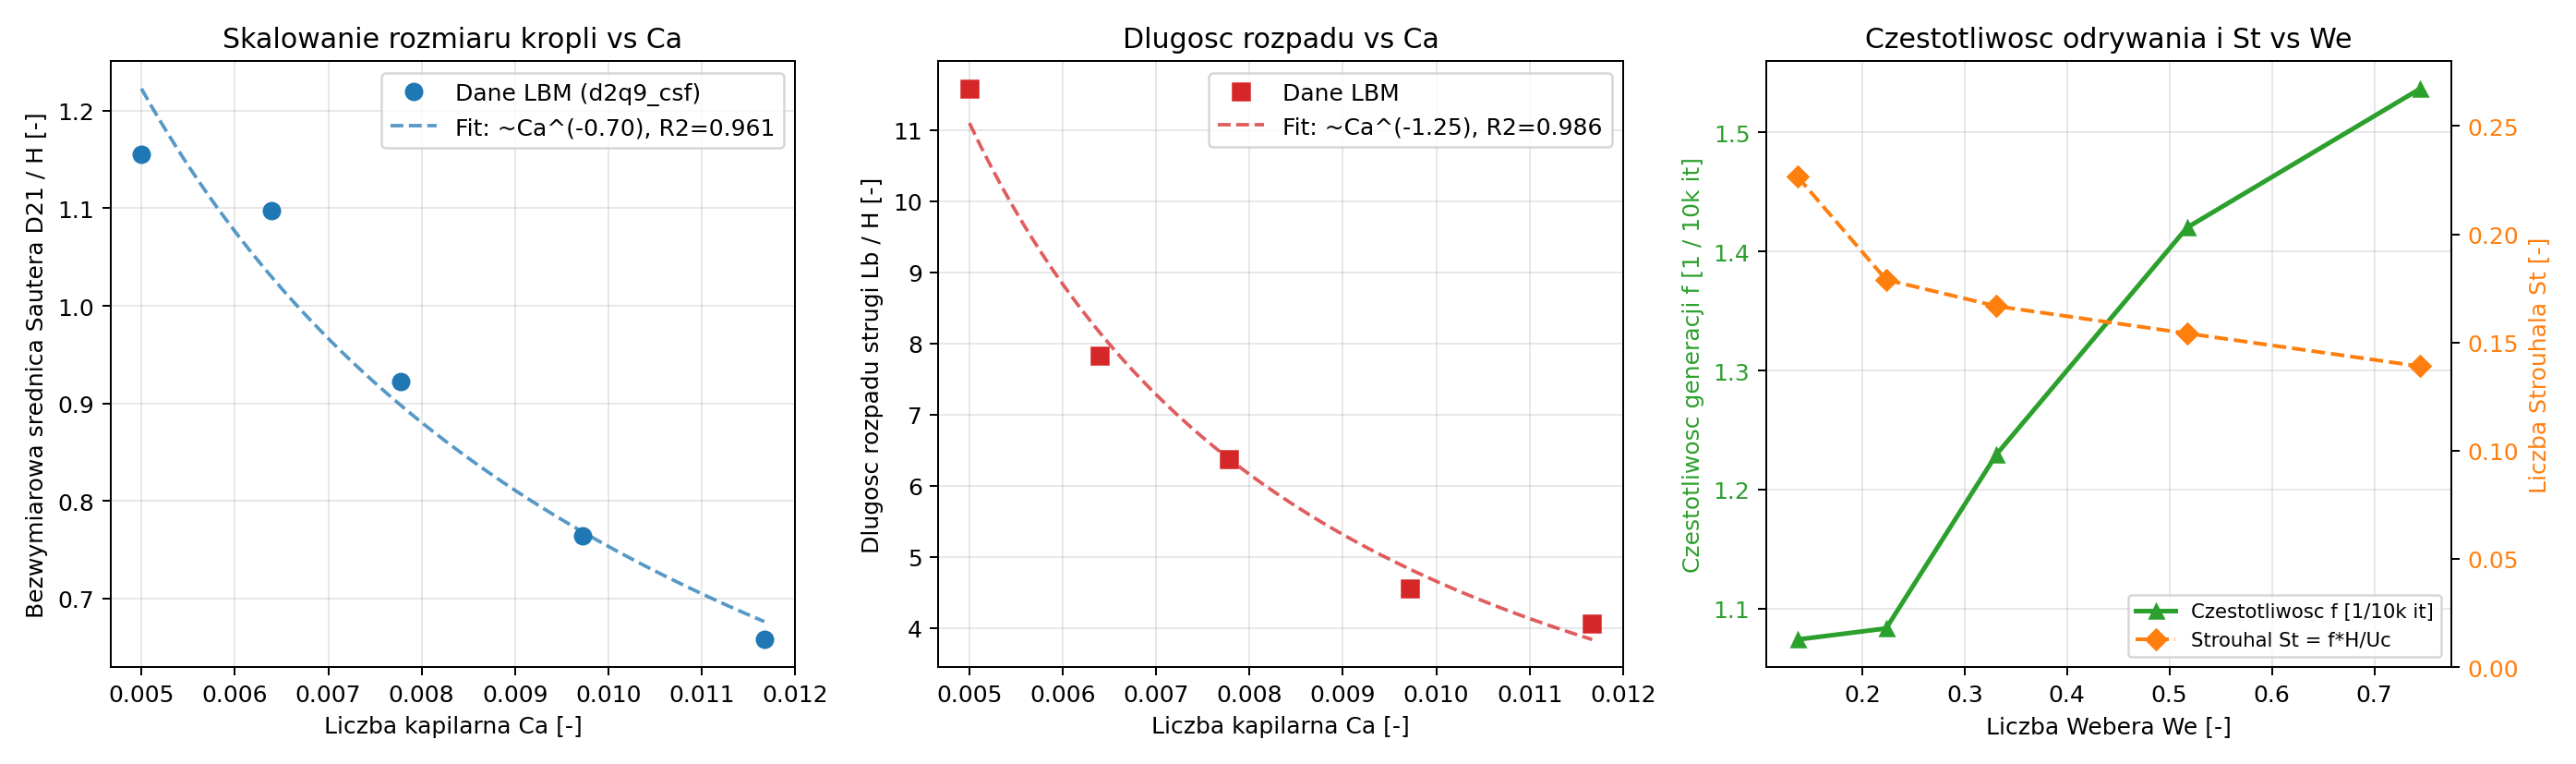 Skalowanie rozmiaru kropli vs Ca
Bezwymiarowa srednica Sautera D21 / H [-]
1.2
1.1
1.0
0.9
0.8
0.7
Dane LBM (d2q9_csf)
Fit: ~Ca^(-0.70), R2=0.961
0.005 0.006 0.007 0.008 0.009 0.010 0.011 0.012
Liczba kapilarna Ca [-]
Dlugosc rozpadu vs Ca
Dlugosc rozpadu strugi Lb / H [-]
11
10
9
8
7
6
5
4
Dane LBM
Fit: ~Ca^(-1.25), R2=0.986
0.005 0.006 0.007 0.008 0.009 0.010 0.011 0.012
Liczba kapilarna Ca [-]
Czestotliwosc odrywania i St vs We
Czestotliwosc generacji f [1 / 10k it]
1.5
1.4
1.3
1.2
1.1
Czestotliwosc f [1/10k it]
Strouhal St = f*H/Uc
0.2 0.3 0.4 0.5 0.6 0.7
Liczba Webera We [-]
0.25
0.20
0.15
0.10
0.05
0.00
Liczba Strouhala St [-]